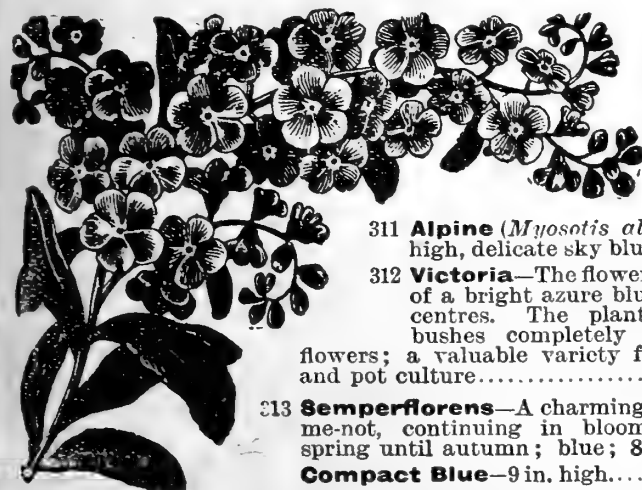 311 Alpine (Myosotis al
high, delicate sky blu
312 Victoria—The flower
of a bright azure blu
centres. The plant
bushes completely
flowers; a valuable variety f
and pot culture..................
313 Semperflorens—A charming
me-not, continuing in bloom
spring until autumn; blue; 8
Compact Blue—9 in. high....